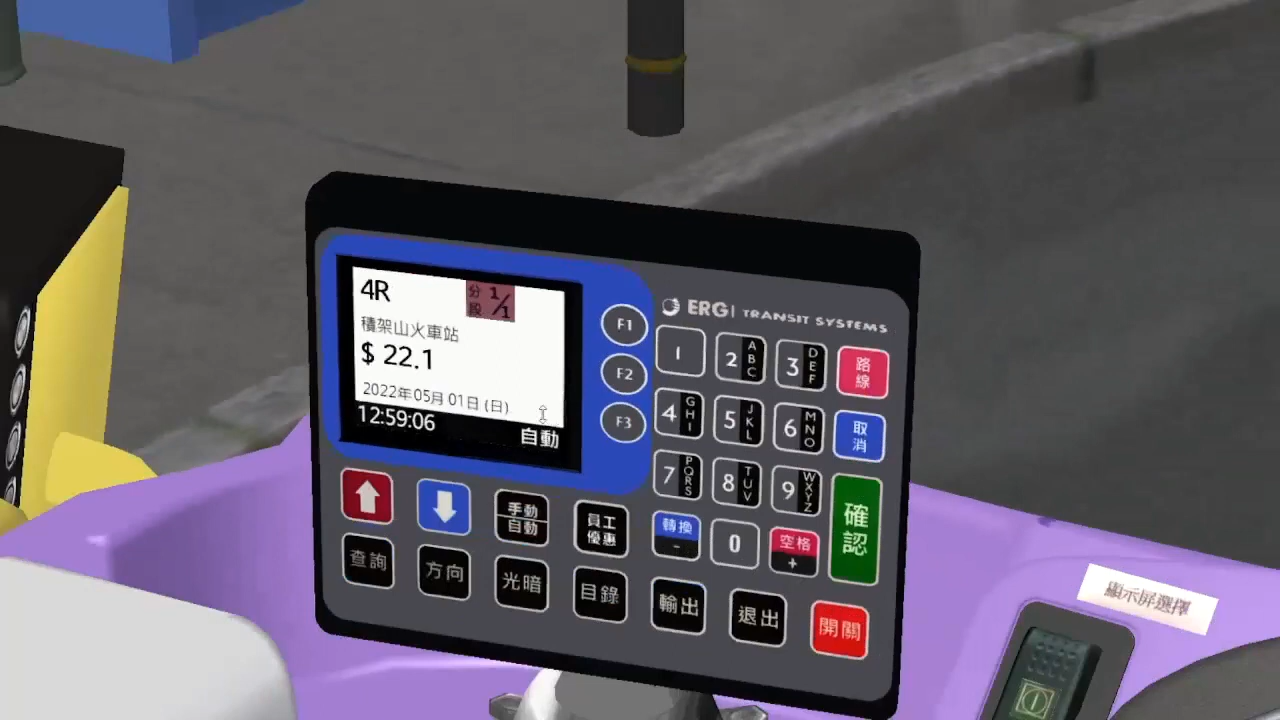 4R
分段 1/1
積架山火車站
$ 22.1
2022年05月01日 (日)
12:59:06
自動
F1
F2
F3
ERG TRANSIT SYSTEMS
1
2 ABC
3 DEF
路線
4 GHI
5 JKL
6 MNO
取消
7 PQRS
8 TUV
9 WXYZ
確認
手動
自動
員工
優惠
轉換
-
0
空格
+
查詢
方向
光暗
目錄
輸出
退出
開關
顯示屏選擇